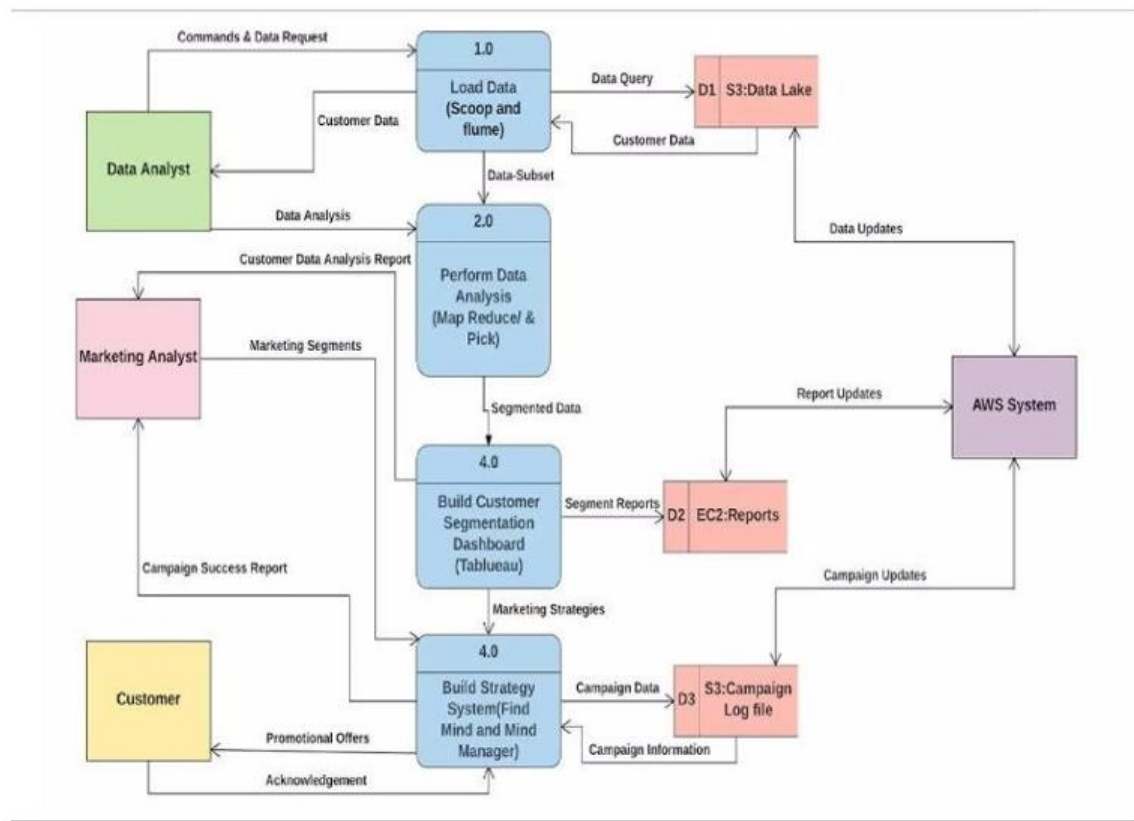 Commands & Data Request
1.0
Load Data
(Scoop and
flume)
Data Query
D1
S3:Data Lake
Customer Data
Customer Data
Data Analyst
Data-Subset
Data Analysis
2.0
Data Updates
Customer Data Analysis Report
Perform Data
Analysis
(Map Reduce/ &
Pick)
Marketing Analyst
Marketing Segments
Report Updates
AWS System
Segmented Data
4.0
Build Customer
Segmentation
Dashboard
(Tablueau)
Segment Reports
D2
EC2:Reports
Campaign Success Report
Campaign Updates
Marketing Strategies
4.0
Build Strategy
System(Find
Mind and Mind
Manager)
Campaign Data
D3
S3:Campaign
Log file
Customer
Promotional Offers
Campaign Information
Acknowledgement